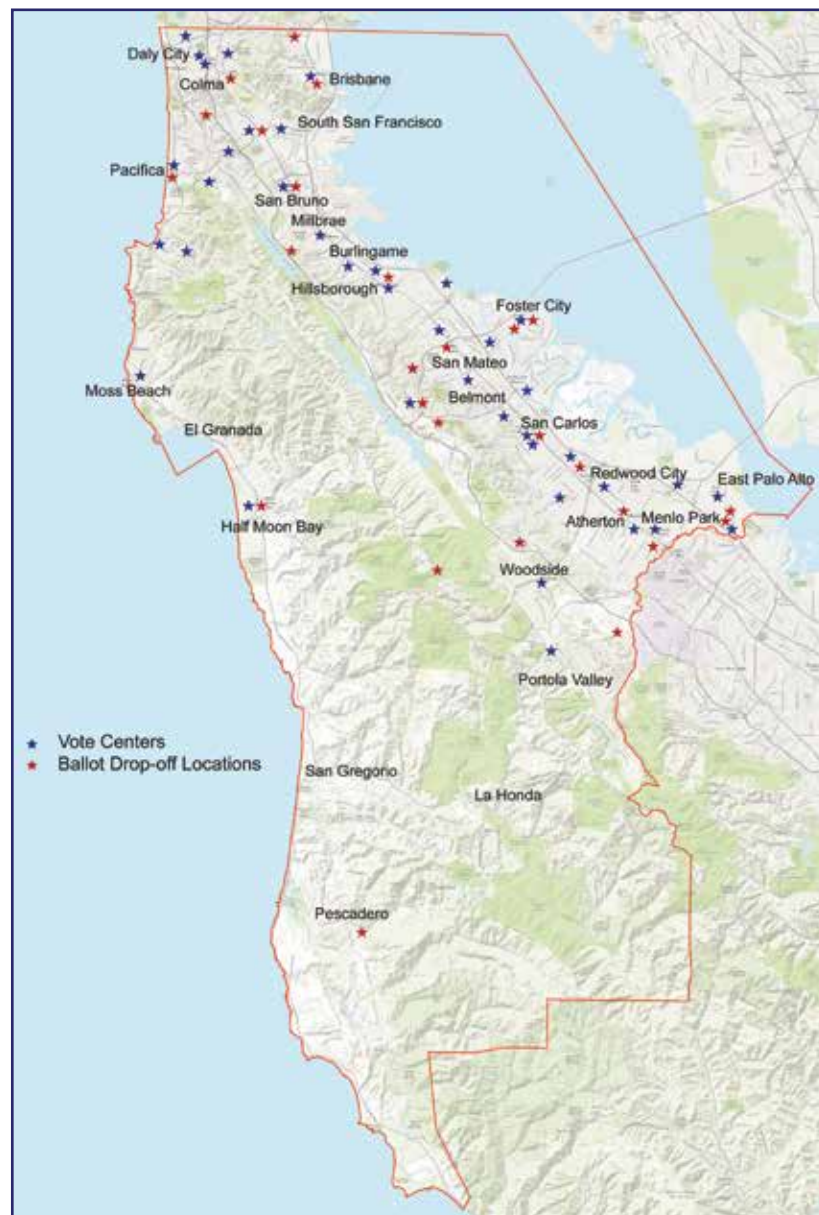 Daly City
Colma
Brisbane
South San Francisco
Pacifica
San Bruno
Millbrae
Burlingame
Hillsborough
Foster City
San Mateo
Moss Beach
Belmont
El Granada
San Carlos
Redwood City
East Palo Alto
Half Moon Bay
Atherton
Menlo Park
Woodside
Portola Valley
Vote Centers
Ballot Drop-off Locations
San Gregorio
La Honda
Pescadero